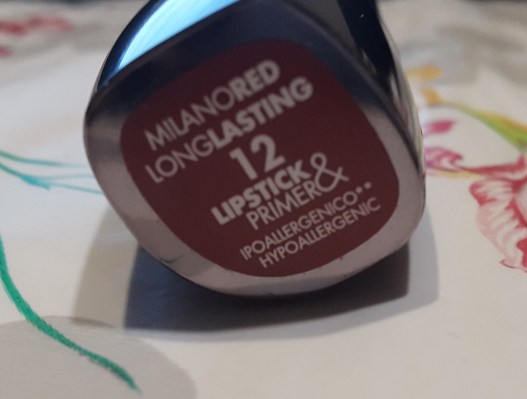 MILANORED
LONGLASTING
12
LIPSTICK &
PRIMER
IPOALLERGENICO**
HYPOALLERGENIC